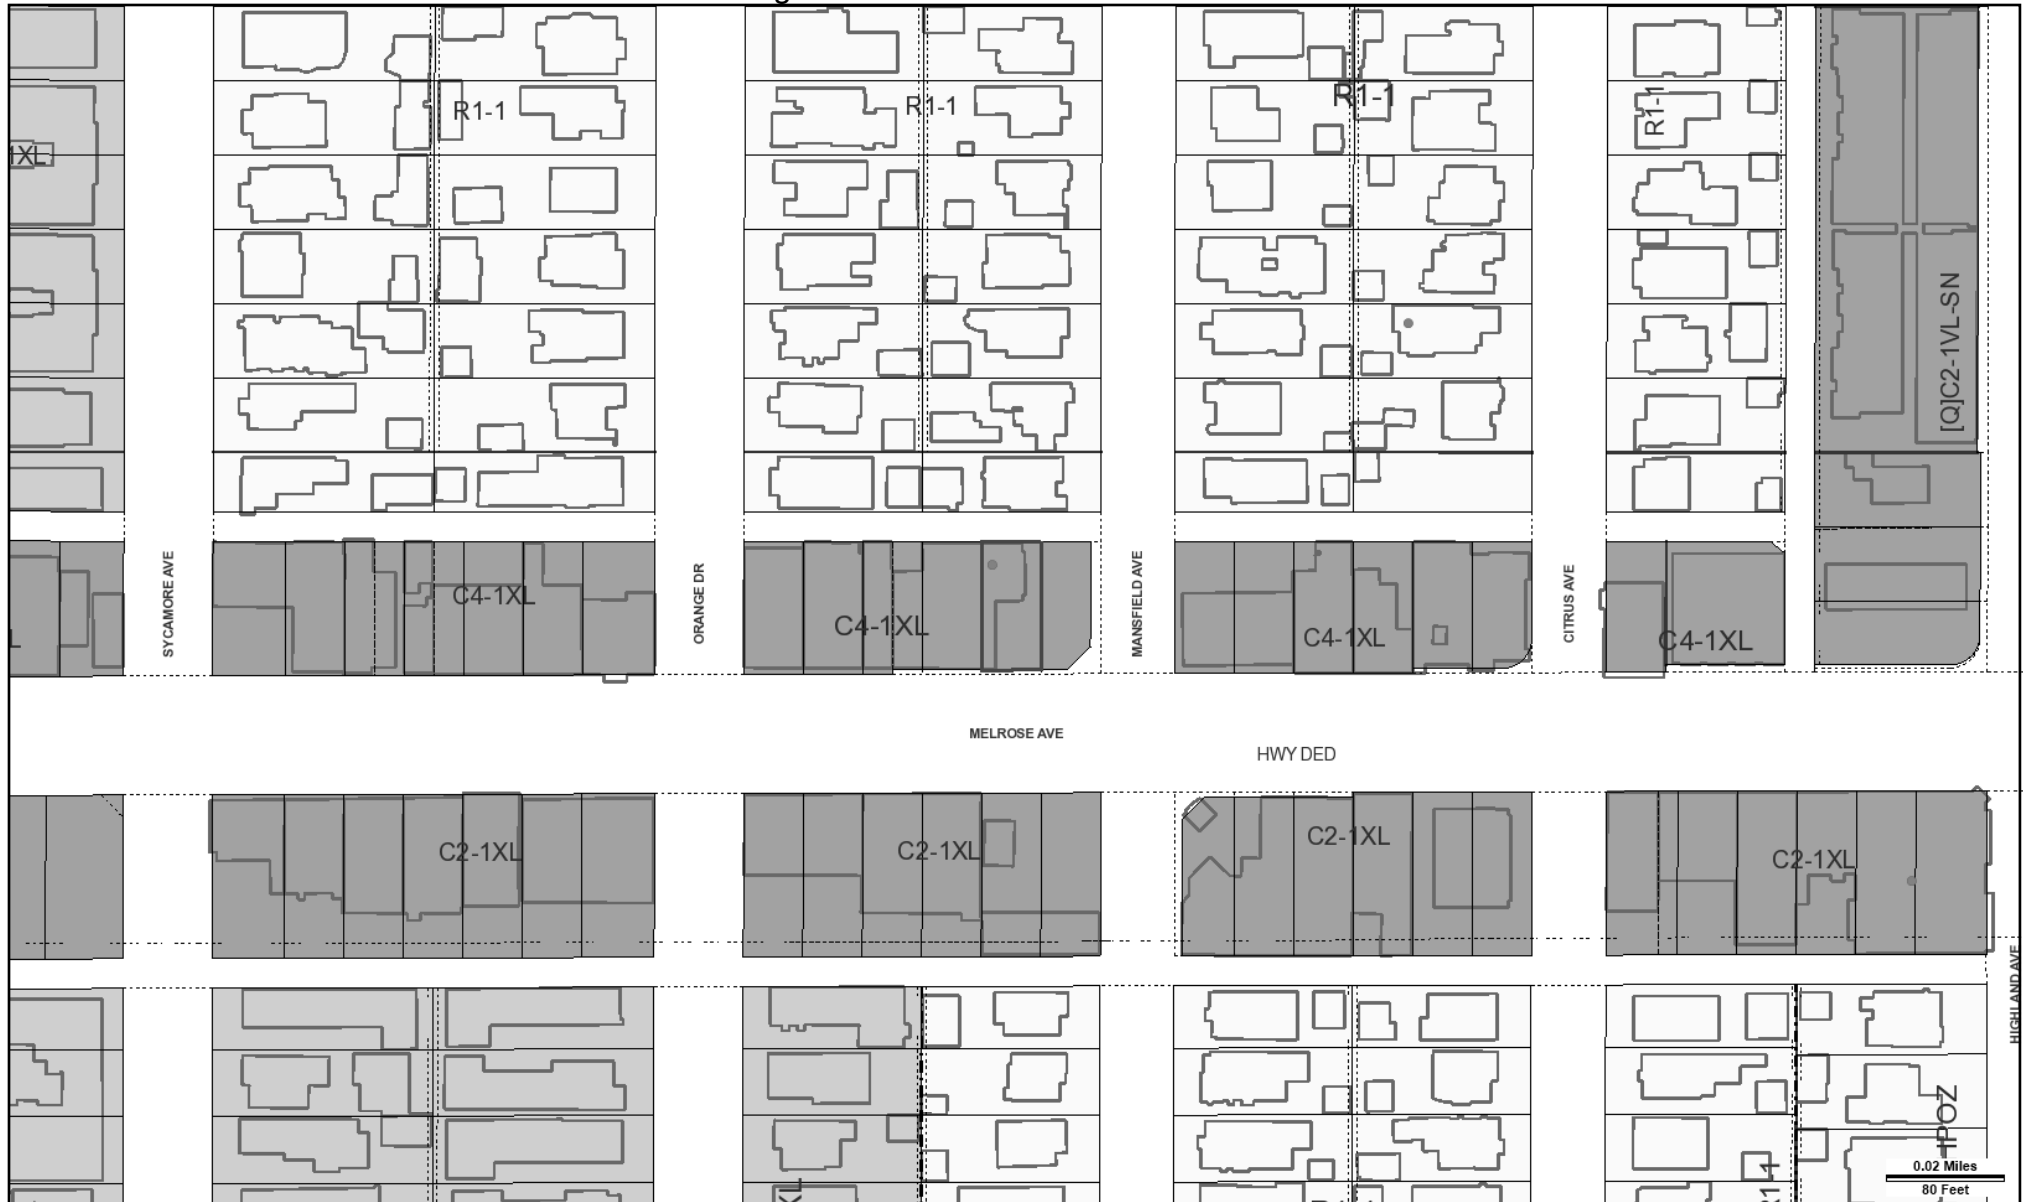 R1-1
R1-1
R1-1
R1-1
1XL
[Q]C2-1VL-SN
SYCAMORE AVE
C4-1XL
ORANGE DR
C4-1XL
MANSFIELD AVE
C4-1XL
CITRUS AVE
C4-1XL
L
MELROSE AVE
HWY DED
C2-1XL
C2-1XL
C2-1XL
C2-1XL
HIGHLAND AVE
HPOZ
XL
0.02 Miles
80 Feet